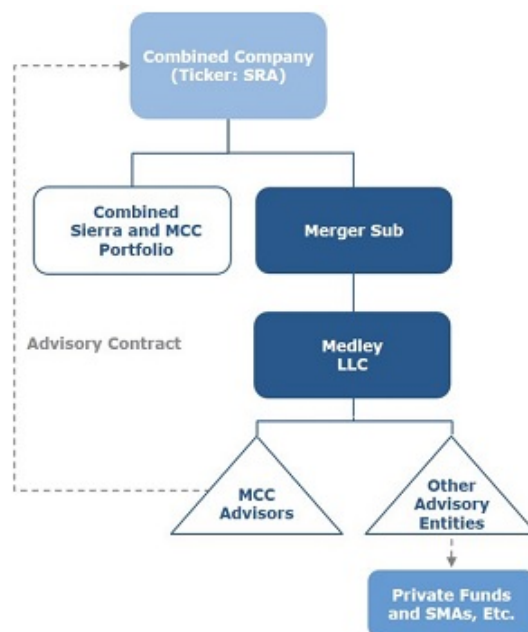 Combined Company
(Ticker: SRA)
Combined
Sierra and MCC
Portfolio
Merger Sub
Advisory Contract
Medley
LLC
MCC
Advisors
Other
Advisory
Entities
Private Funds
and SMAs, Etc.